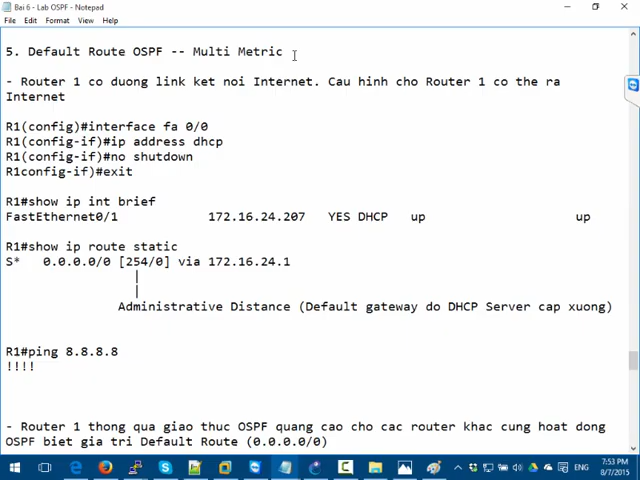 Bai 6 - Lab OSPF - Notepad
File Edit Format View Help
5. Default Route OSPF -- Multi Metric
- Router 1 co duong link ket noi Internet. Cau hinh cho Router 1 co the ra
Internet
R1(config)#interface fa 0/0
R1(config-if)#ip address dhcp
R1(config-if)#no shutdown
R1config-if)#exit
R1#show ip int brief
FastEthernet0/1 172.16.24.207 YES DHCP up up
R1#show ip route static
S* 0.0.0.0/0 [254/0] via 172.16.24.1
|
|
Administrative Distance (Default gateway do DHCP Server cap xuong)
R1#ping 8.8.8.8
!!!!
- Router 1 thong qua giao thuc OSPF quang cao cho cac router khac cung hoat dong
OSPF biet gia tri Default Route (0.0.0.0/0)
ENG
7:53 PM
8/7/2015